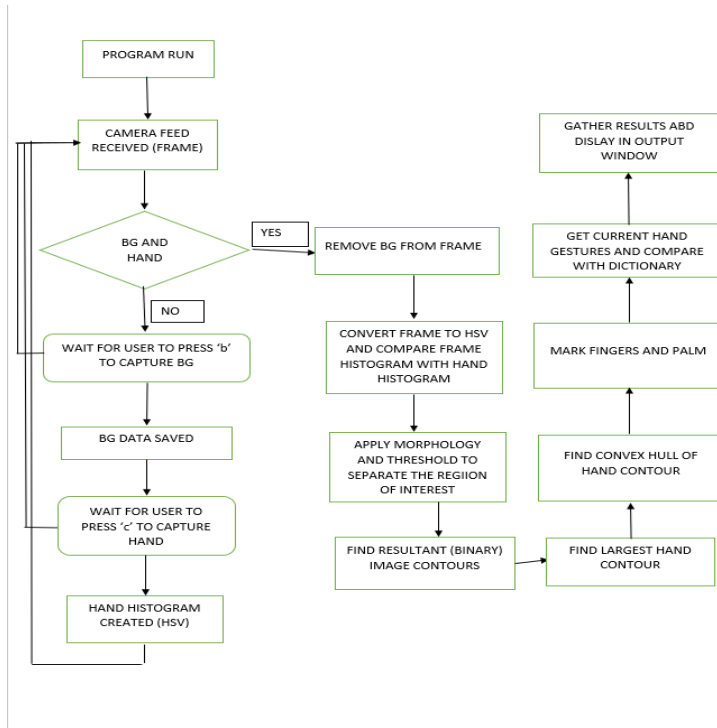 PROGRAM RUN
CAMERA FEED
RECEIVED (FRAME)
BG AND
HAND
YES
NO
WAIT FOR USER TO PRESS ‘b’
TO CAPTURE BG
BG DATA SAVED
WAIT FOR USER TO
PRESS ‘c’ TO CAPTURE
HAND
HAND HISTOGRAM
CREATED (HSV)
REMOVE BG FROM FRAME
CONVERT FRAME TO HSV
AND COMPARE FRAME
HISTOGRAM WITH HAND
HISTOGRAM
APPLY MORPHOLOGY
AND THRESHOLD TO
SEPARATE THE REGIION
OF INTEREST
FIND RESULTANT (BINARY)
IMAGE CONTOURS
FIND LARGEST HAND
CONTOUR
FIND CONVEX HULL OF
HAND CONTOUR
MARK FINGERS AND PALM
GET CURRENT HAND
GESTURES AND COMPARE
WITH DICTIONARY
GATHER RESULTS ABD
DISLAY IN OUTPUT
WINDOW